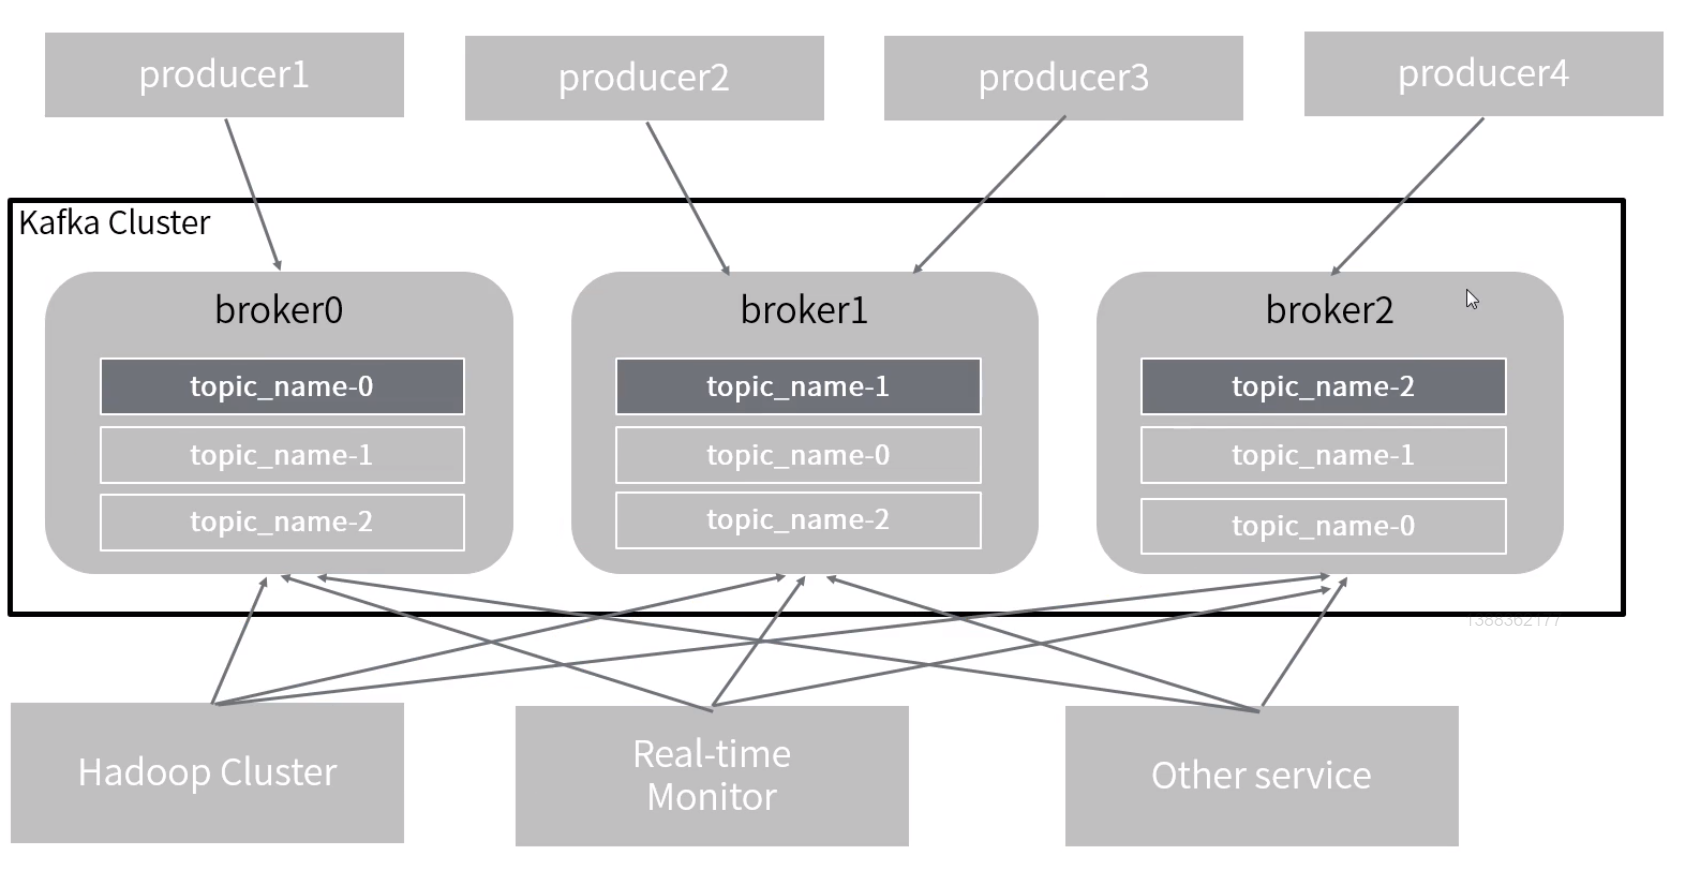 producer1
producer2
producer3
producer4
Kafka Cluster
broker0
topic_name-0
topic_name-1
topic_name-2
broker1
topic_name-1
topic_name-0
topic_name-2
broker2
topic_name-2
topic_name-1
topic_name-0
1388362177
Hadoop Cluster
Real-time
Monitor
Other service